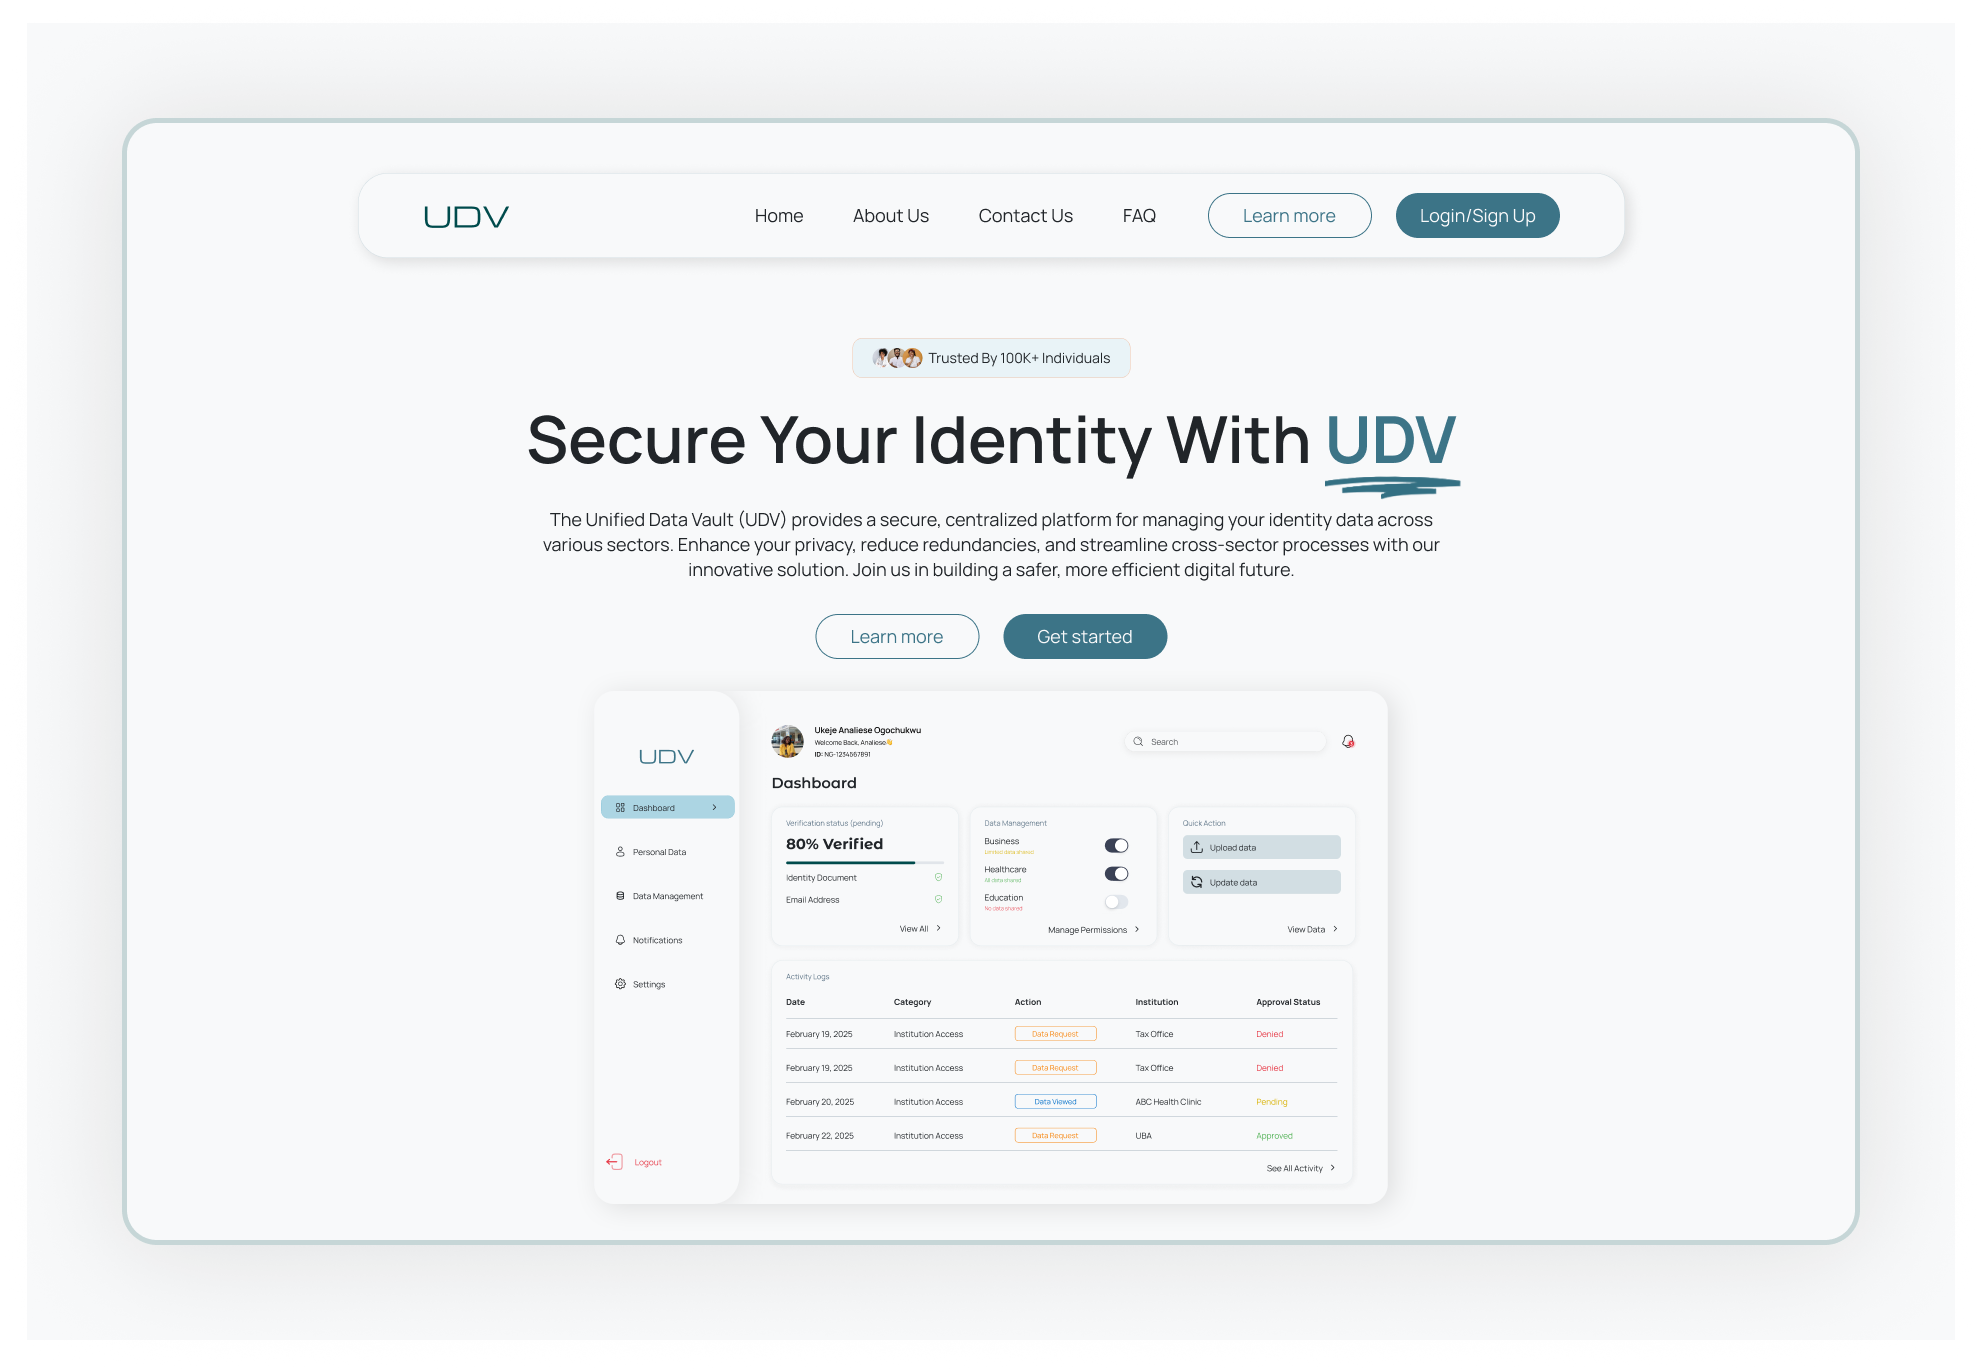 UDV
Home
About Us
Contact Us
FAQ
Learn more
Login/Sign Up
Trusted By 100K+ Individuals
Secure Your Identity With UDV
The Unified Data Vault (UDV) provides a secure, centralized platform for managing your identity data across
various sectors. Enhance your privacy, reduce redundancies, and streamline cross-sector processes with our
innovative solution. Join us in building a safer, more efficient digital future.
Learn more
Get started
UDV
Dashboard
Personal Data
Data Management
Notifications
Settings
Logout
Ukeje Analiese Ogochukwu
Welcome Back, Analiese👋
ID: NG-1234567891
Search
Dashboard
Verification status (pending)
80% Verified
Identity Document
Email Address
View All
Data Management
Business
Limited data shared
Healthcare
All data shared
Education
No data shared
Manage Permissions
Quick Action
Upload data
Update data
View Data
Activity Logs
Date Category Action Institution Approval Status
February 19, 2025 Institution Access Data Request Tax Office Denied
February 19, 2025 Institution Access Data Request Tax Office Denied
February 20, 2025 Institution Access Data Viewed ABC Health Clinic Pending
February 22, 2025 Institution Access Data Request UBA Approved
See All Activity